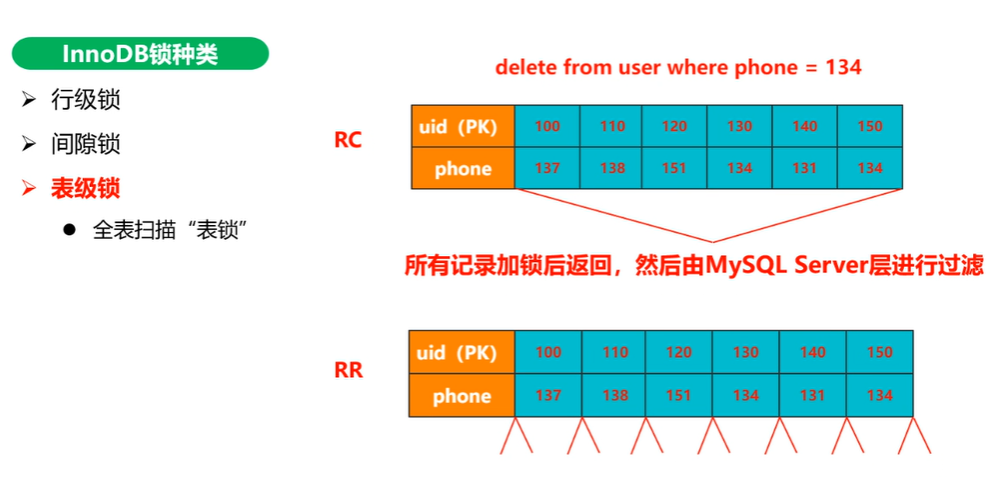 InnoDB锁种类
行级锁
间隙锁
表级锁
全表扫描“表锁”
delete from user where phone = 134
RC
uid（PK） 100 110 120 130 140 150
phone 137 138 151 134 131 134
所有记录加锁后返回，然后由MySQL Server层进行过滤
RR
uid（PK） 100 110 120 130 140 150
phone 137 138 151 134 131 134